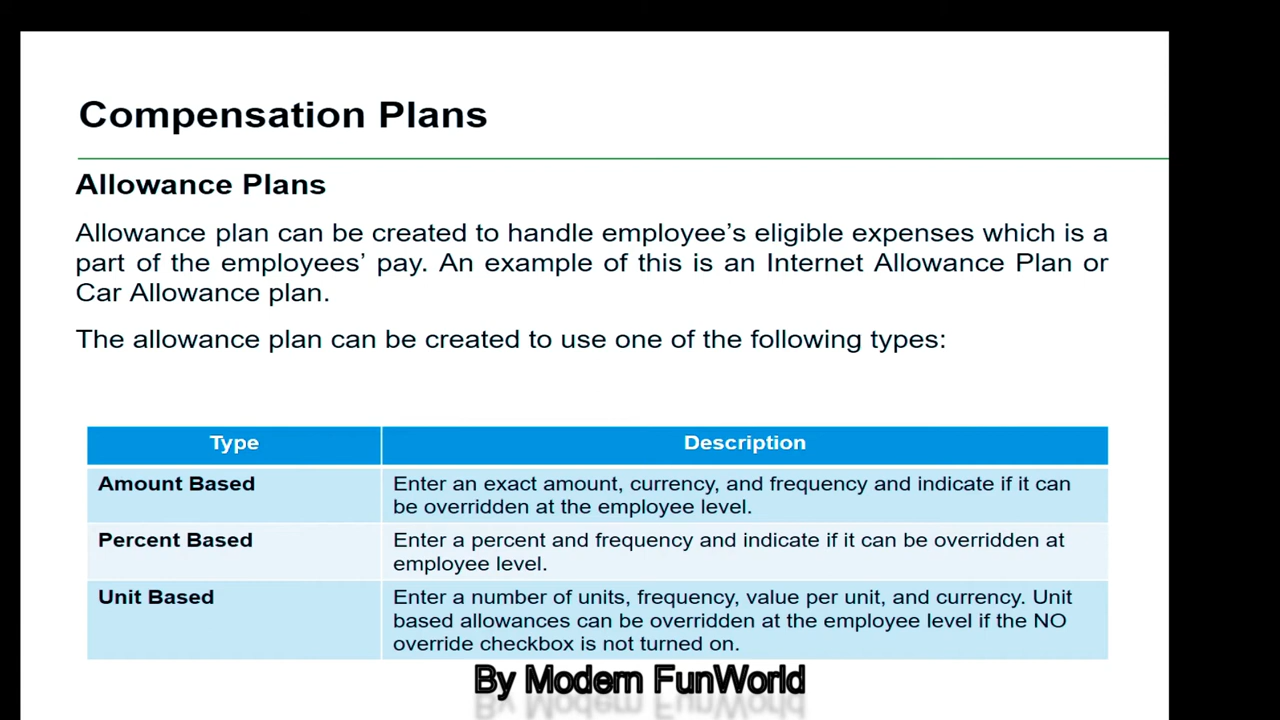 Compensation Plans
Allowance Plans
Allowance plan can be created to handle employee’s eligible expenses which is a
part of the employees’ pay. An example of this is an Internet Allowance Plan or
Car Allowance plan.
The allowance plan can be created to use one of the following types:
Type Description
Amount Based Enter an exact amount, currency, and frequency and indicate if it can
be overridden at the employee level.
Percent Based Enter a percent and frequency and indicate if it can be overridden at
employee level.
Unit Based Enter a number of units, frequency, value per unit, and currency. Unit
based allowances can be overridden at the employee level if the NO
override checkbox is not turned on.
By Modern FunWorld